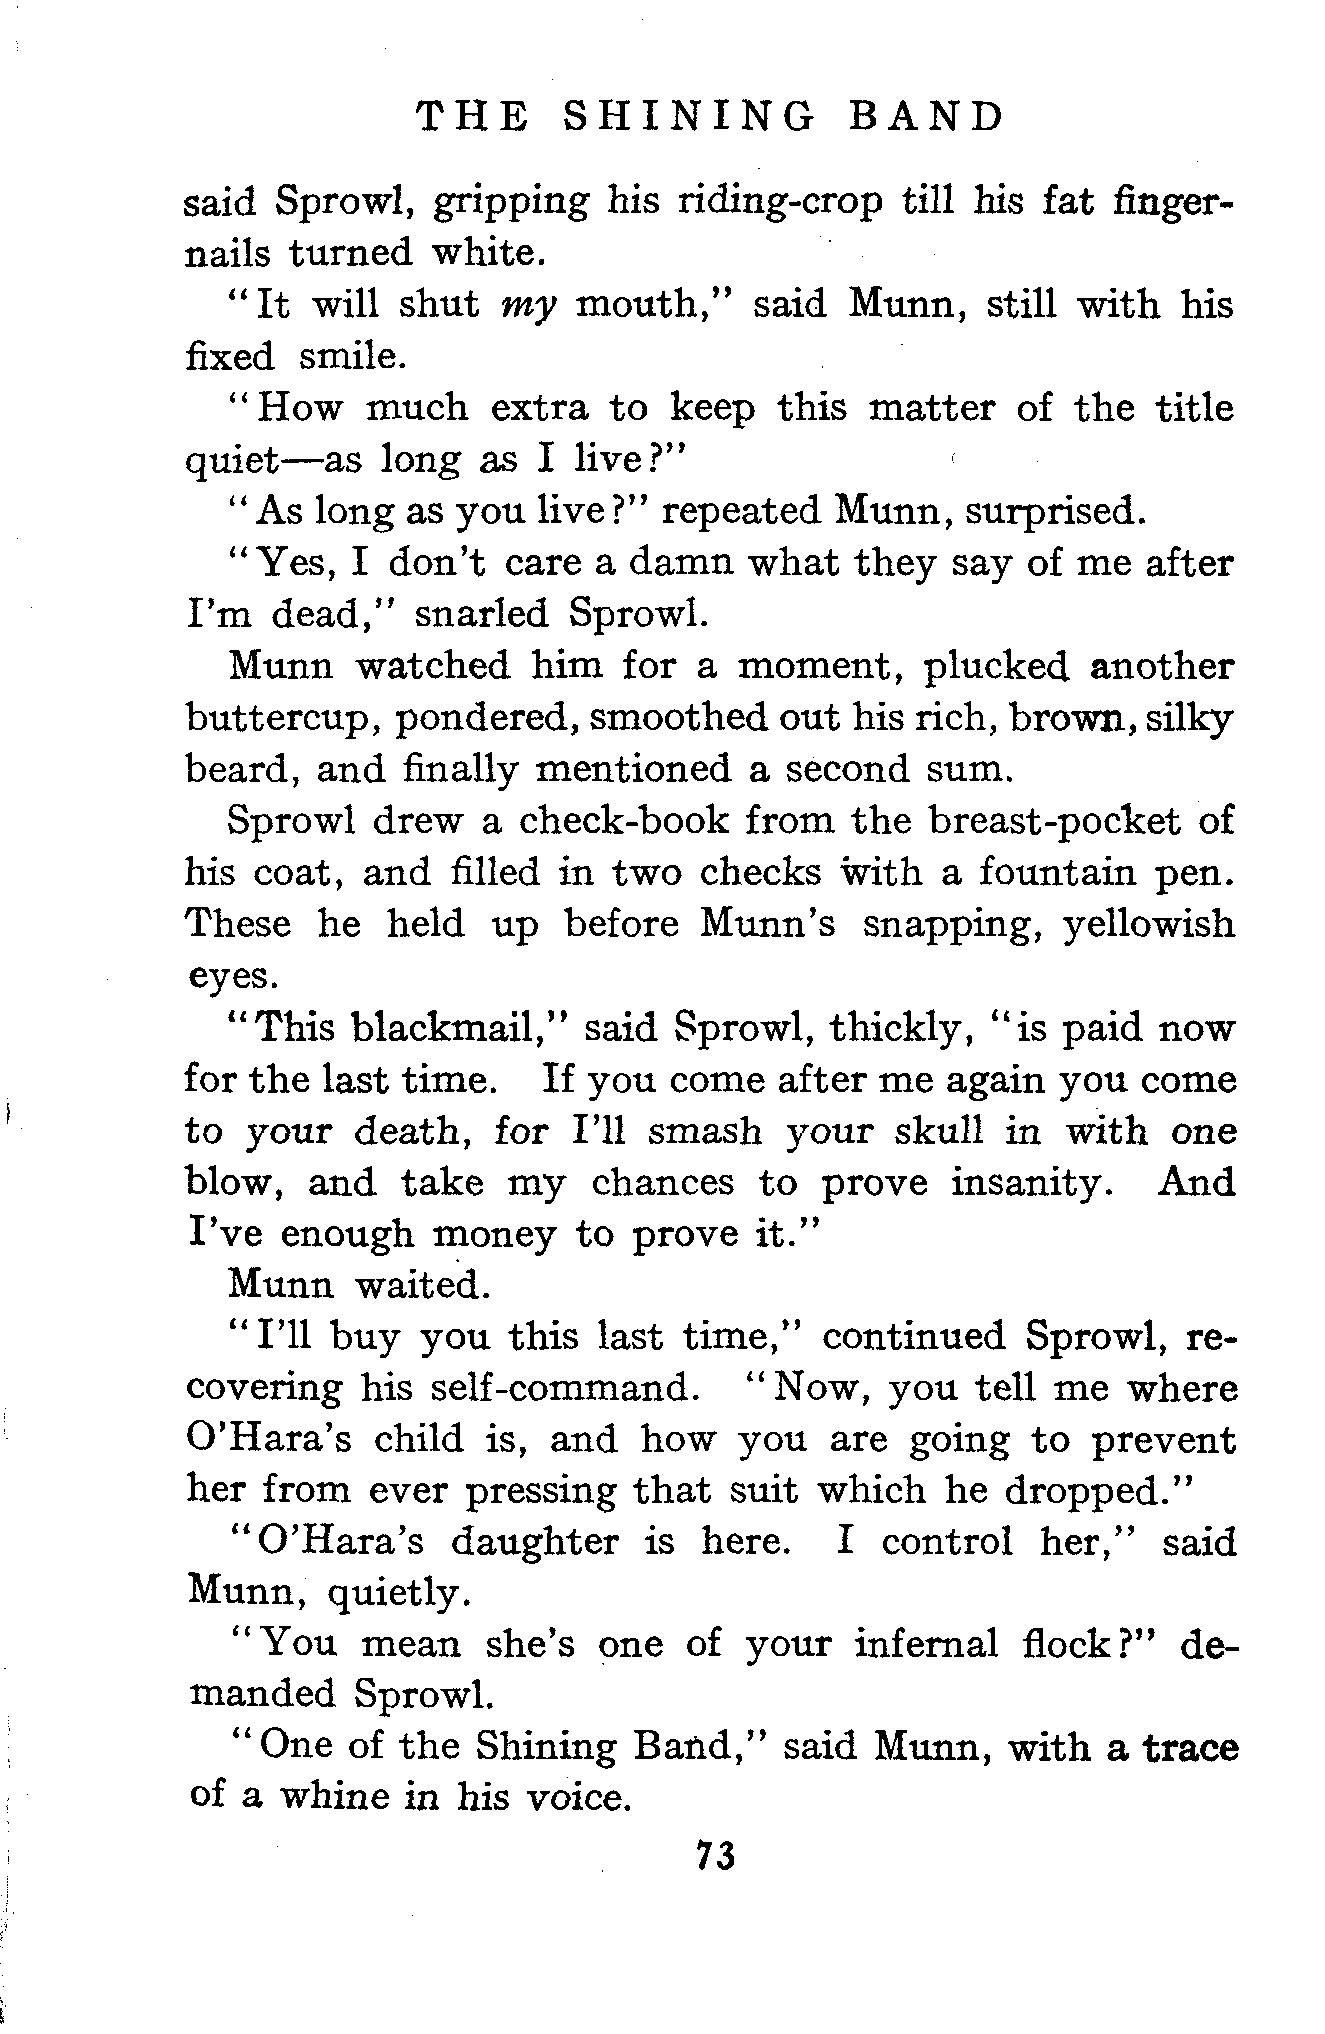 THE SHINING BAND
said Sprowl, gripping his riding-crop till his fat finger-
nails turned white.
"It will shut my mouth," said Munn, still with his
fixed smile.
"How much extra to keep this matter of the title
quiet—as long as I live?"
"As long as you live?" repeated Munn, surprised.
"Yes, I don't care a damn what they say of me after
I'm dead," snarled Sprowl.
Munn watched him for a moment, plucked another
buttercup, pondered, smoothed out his rich, brown, silky
beard, and finally mentioned a second sum.
Sprowl drew a check-book from the breast-pocket of
his coat, and filled in two checks with a fountain pen.
These he held up before Munn's snapping, yellowish
eyes.
"This blackmail," said Sprowl, thickly, "is paid now
for the last time. If you come after me again you come
to your death, for I'll smash your skull in with one
blow, and take my chances to prove insanity. And
I've enough money to prove it."
Munn waited.
"I'll buy you this last time," continued Sprowl, re-
covering his self-command. "Now, you tell me where
O'Hara's child is, and how you are going to prevent
her from ever pressing that suit which he dropped."
"O'Hara's daughter is here. I control her," said
Munn, quietly.
"You mean she's one of your infernal flock?" de-
manded Sprowl.
"One of the Shining Band," said Munn, with a trace
of a whine in his voice.
73